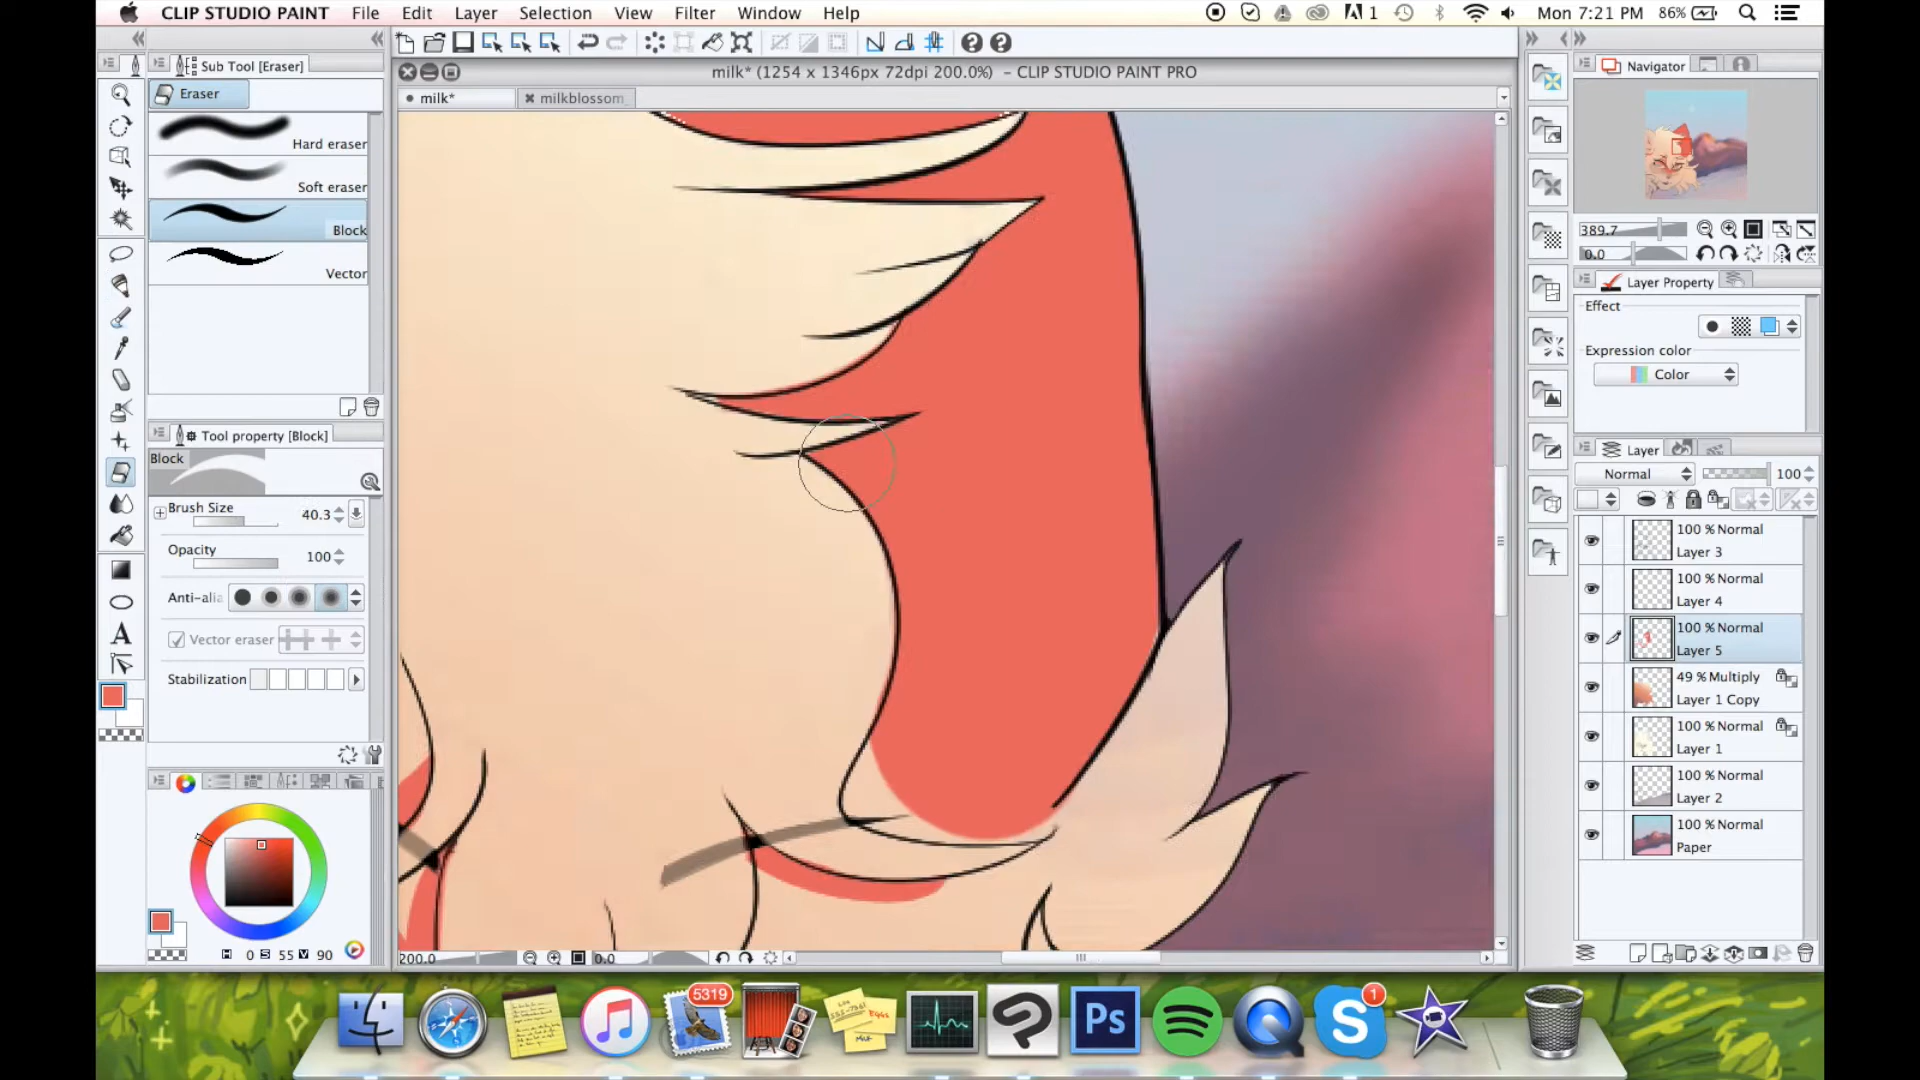 CLIP STUDIO PAINT File Edit Layer Selection View Filter Window Help 1 Mon 7:21 PM 86%
Sub Tool [Eraser]
milk* (1254 x 1346px 72dpi 200.0%) - CLIP STUDIO PAINT PRO
Navigator
Eraser
milk*
milkblossom
Hard eraser
Soft eraser
Block
Vector
389.7
0.0
Layer Property
Effect
Expression color
Color
Tool property [Block]
Block
Layer
Normal 100
Brush Size 40.3
Opacity 100
Anti-alia
Vector eraser
Stabilization
100 % Normal
Layer 3
100 % Normal
Layer 4
100 % Normal
Layer 5
49 % Multiply
Layer 1 Copy
100 % Normal
Layer 1
100 % Normal
Layer 2
100 % Normal
Paper
H 0 S 55 V 90
200.0
0.0
5319
EGGS
MILK
Ps
S
1